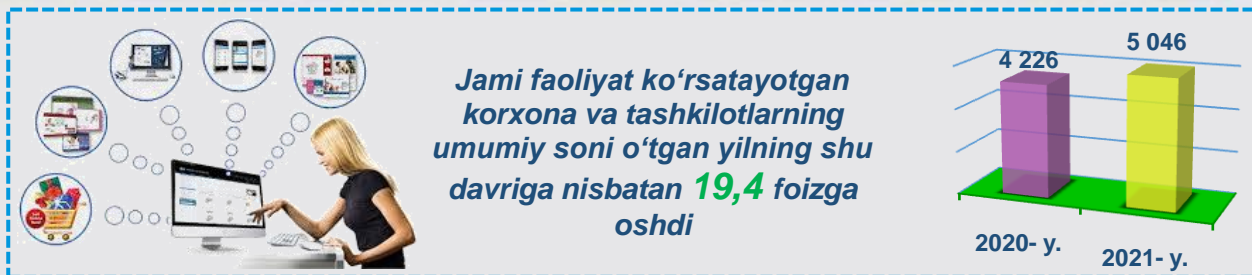 Jami faoliyat ko‘rsatayotgan
korxona va tashkilotlarning
umumiy soni o‘tgan yilning shu
davriga nisbatan 19,4 foizga
oshdi
4 226
5 046
2020- y.
2021- y.